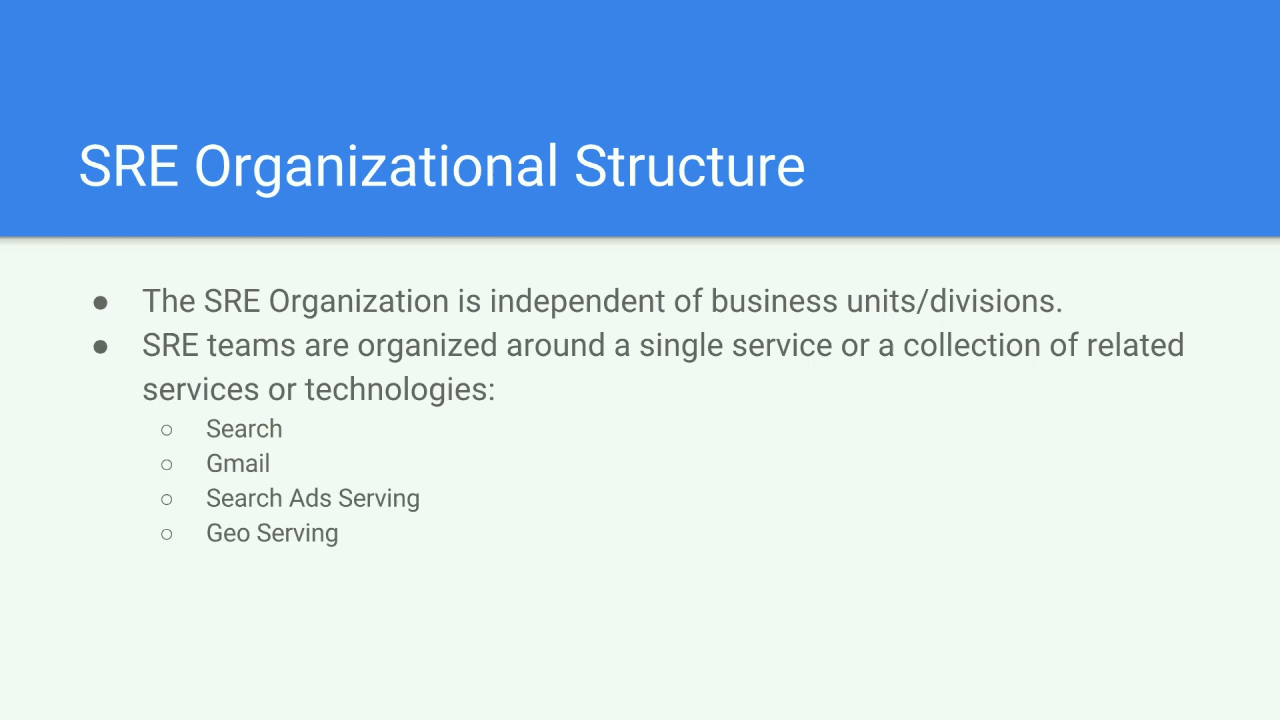 SRE Organizational Structure
● The SRE Organization is independent of business units/divisions.
● SRE teams are organized around a single service or a collection of related
services or technologies:
○ Search
○ Gmail
○ Search Ads Serving
○ Geo Serving